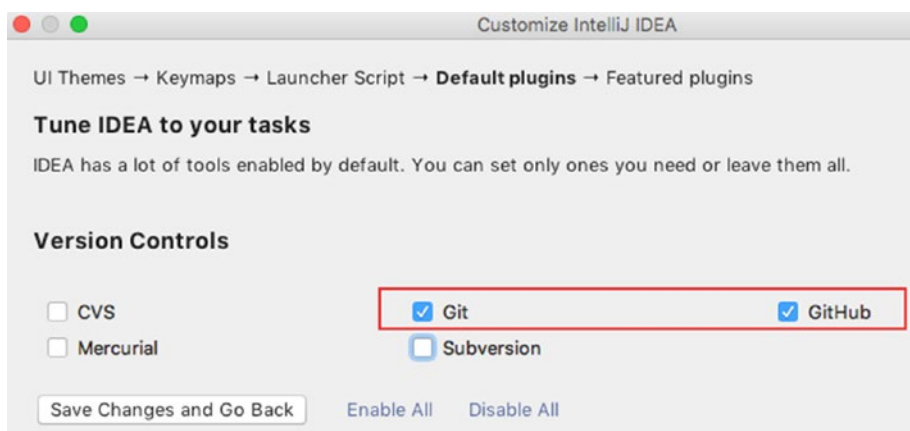 Customize IntelliJ IDEA
UI Themes → Keymaps → Launcher Script → Default plugins → Featured plugins
Tune IDEA to your tasks
IDEA has a lot of tools enabled by default. You can set only ones you need or leave them all.
Version Controls
CVS Git GitHub
Mercurial Subversion
Save Changes and Go Back Enable All Disable All